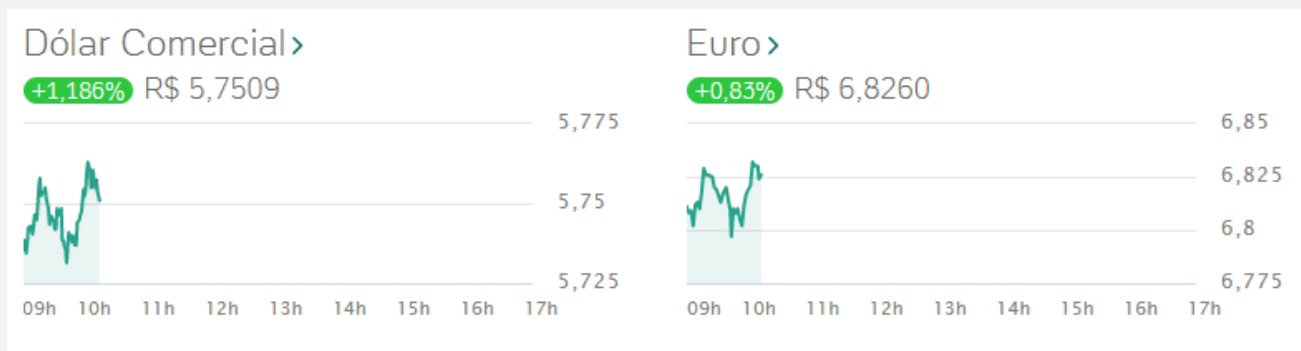 Dólar Comercial >
+1,186% R$ 5,7509
5,775
5,75
5,725
09h 10h 11h 12h 13h 14h 15h 16h 17h
Euro >
+0,83% R$ 6,8260
6,85
6,825
6,8
6,775
09h 10h 11h 12h 13h 14h 15h 16h 17h